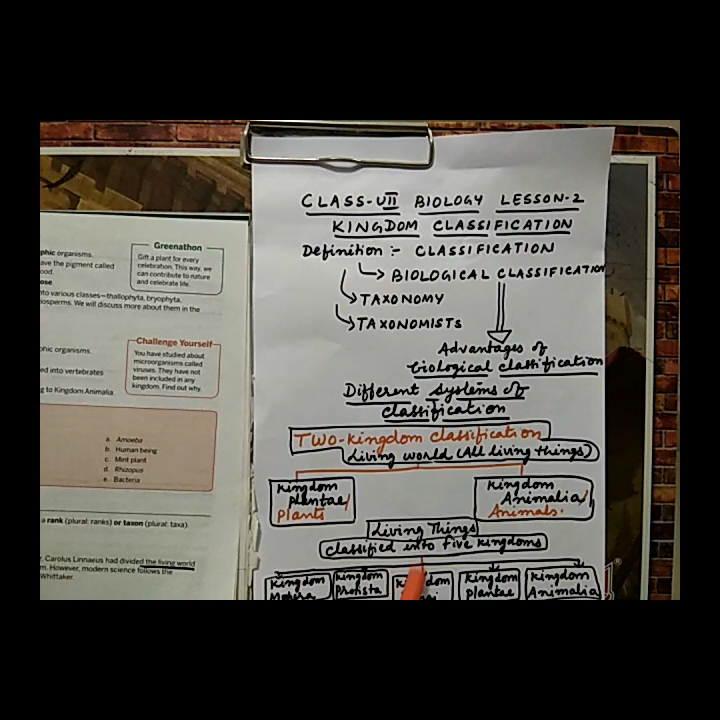 phic organisms.
ave the pigment called
ood.
ose
nto various classes—thallophyta, bryophyta,
nosperms. We will discuss more about them in the
Greenathon
Gift a plant for every
celebration. This way, we
can contribute to nature
and celebrate life.
phic organisms.
ed into vertebrates
g to Kingdom Animalia
Challenge Yourself
You have studied about
microorganisms called
viruses. They have not
been included in any
kingdom. Find out why.
a. Amoeba
b. Human being
c. Mint plant
d. Rhizopus
e. Bacteria
a rank (plural: ranks) or taxon (plural: taxa).
, Carolus Linnaeus had divided the living world
m. However, modern science follows the
Whittaker.
CLASS-VII BIOLOGY LESSON-2
KINGDOM CLASSIFICATION
Definition :- CLASSIFICATION
BIOLOGICAL CLASSIFICATION
TAXONOMY
TAXONOMISTS
Advantages of
biological classification
Different systems of
classification
TWO-Kingdom classification
Living world (All living things)
Kingdom
Plantae/
Plants
Kingdom
Animalia/
Animals.
Living Things
classified into five kingdoms
Kingdom
Monera
Kingdom
Protista
Kingdom
plantae
Kingdom
Animalia